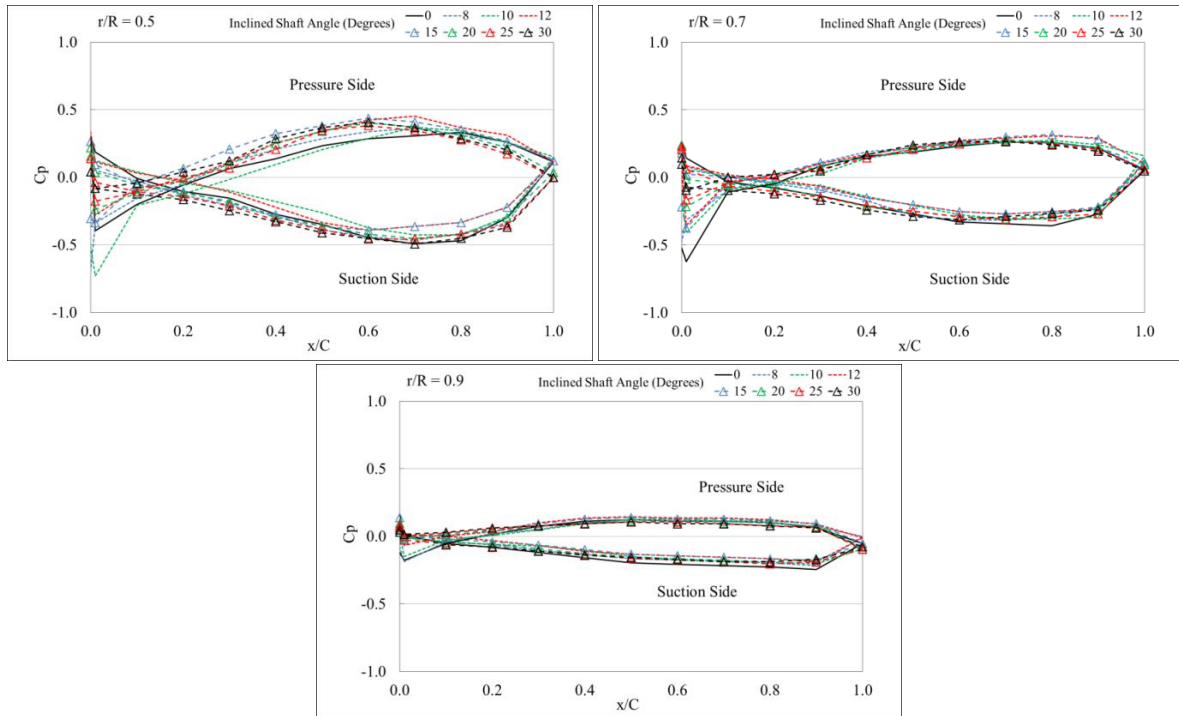 r/R = 0.5 Inclined Shaft Angle (Degrees) 0 8 10 12
15 20 25 30
1.0
0.5
0.0
-0.5
-1.0
Cp
Pressure Side
Suction Side
0.0 0.2 0.4 0.6 0.8 1.0
x/C
r/R = 0.7 Inclined Shaft Angle (Degrees) 0 8 10 12
15 20 25 30
1.0
0.5
0.0
-0.5
-1.0
Cp
Pressure Side
Suction Side
0.0 0.2 0.4 0.6 0.8 1.0
x/C
r/R = 0.9 Inclined Shaft Angle (Degrees) 0 8 10 12
15 20 25 30
1.0
0.5
0.0
-0.5
-1.0
Cp
Pressure Side
Suction Side
0.0 0.2 0.4 0.6 0.8 1.0
x/C